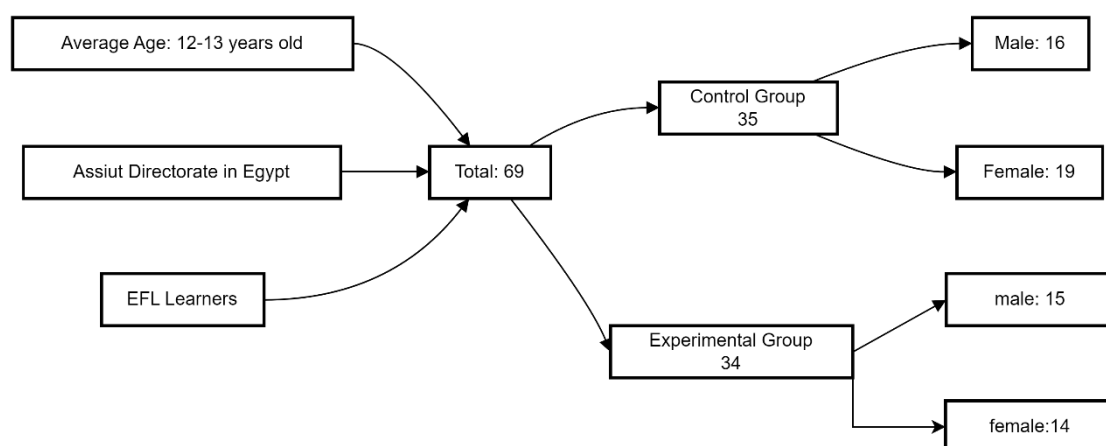 Average Age: 12-13 years old
Assiut Directorate in Egypt
EFL Learners
Total: 69
Control Group
35
Experimental Group
34
Male: 16
Female: 19
male: 15
female:14